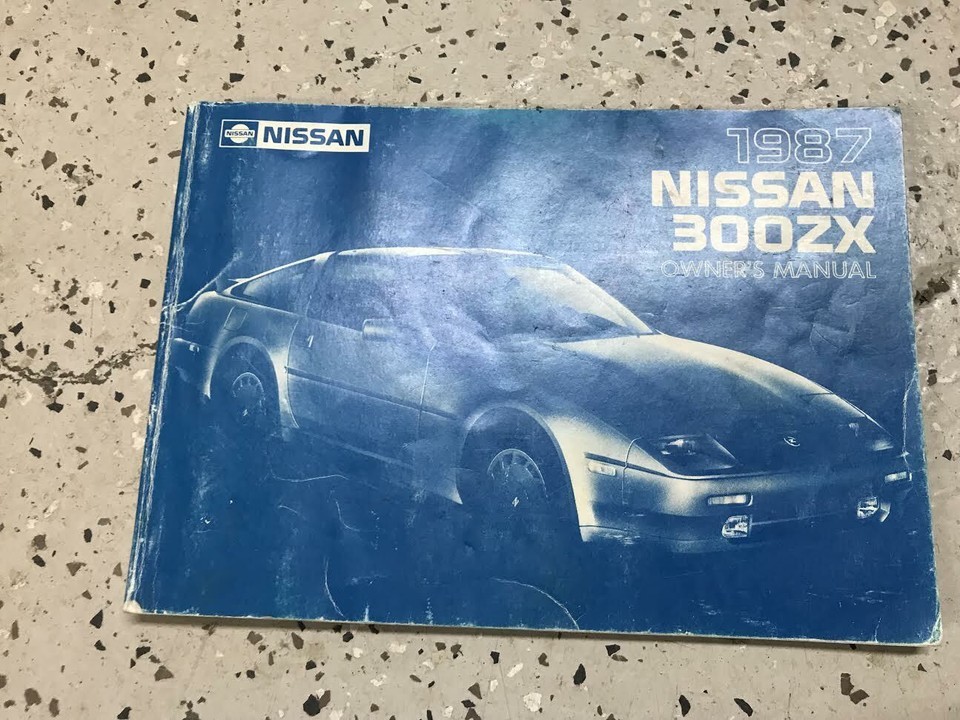 NISSAN NISSAN
1987
NISSAN
300ZX
OWNER'S MANUAL